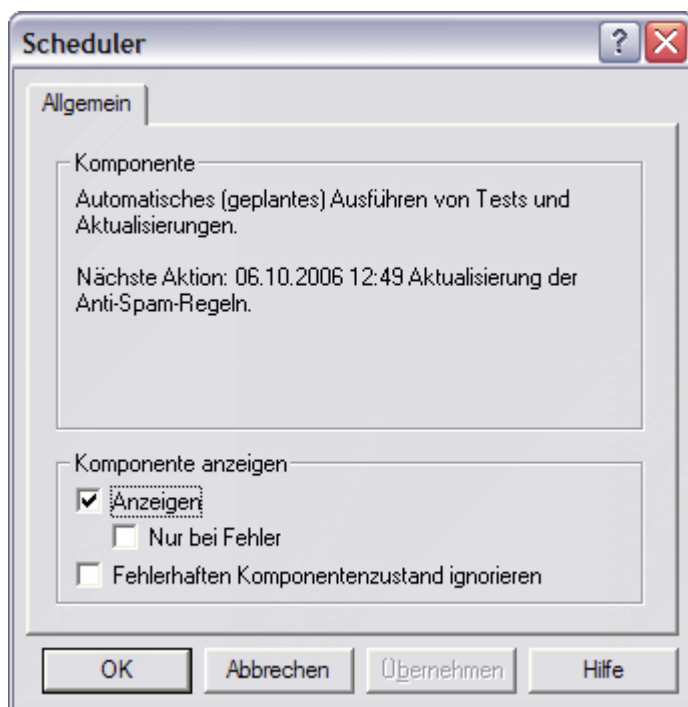 Scheduler
Allgemein
Komponente
Automatisches (geplantes) Ausführen von Tests und
Aktualisierungen.
Nächste Aktion: 06.10.2006 12:49 Aktualisierung der
Anti-Spam-Regeln.
Komponente anzeigen
Anzeigen
Nur bei Fehler
Fehlerhaften Komponentenzustand ignorieren
OK Abbrechen Übernehmen Hilfe